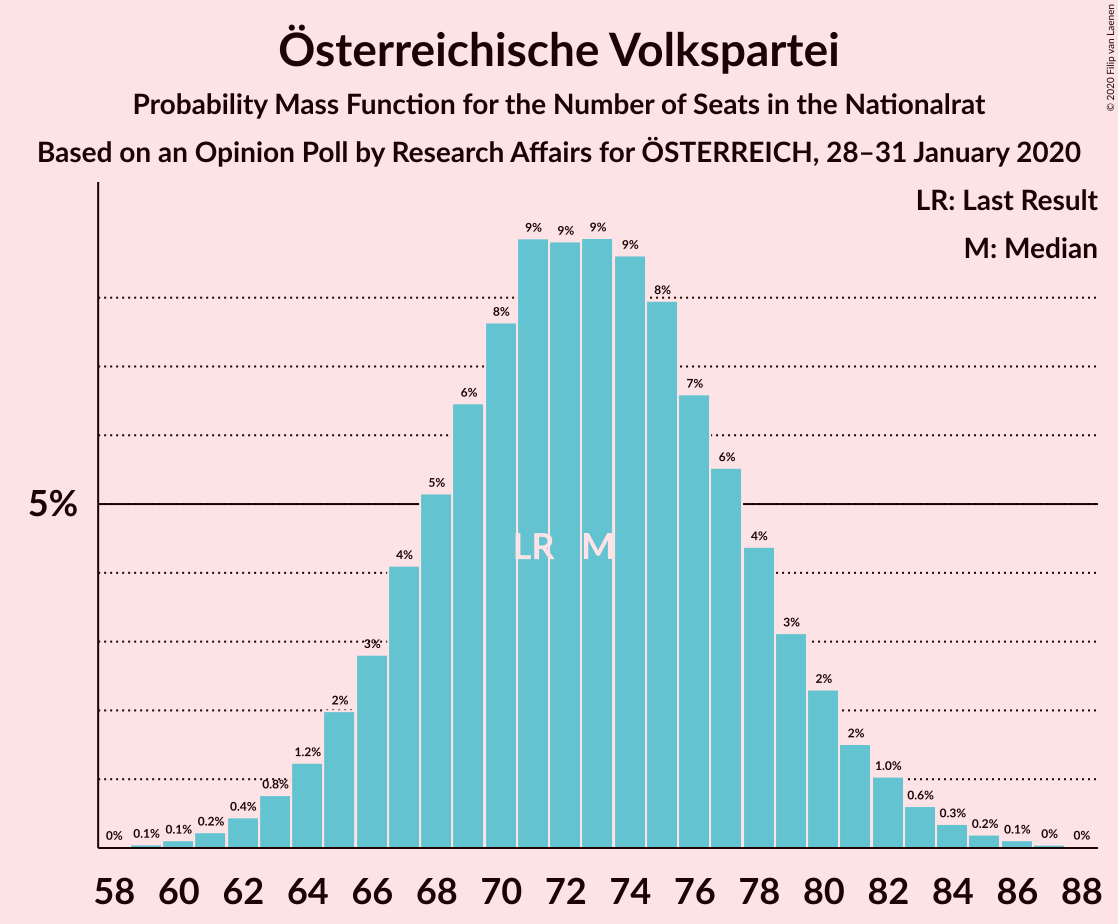 Österreichische Volkspartei
Probability Mass Function for the Number of Seats in the Nationalrat
Based on an Opinion Poll by Research Affairs for ÖSTERREICH, 28–31 January 2020
© 2020 Filip van Laenen
LR: Last Result
M: Median
5%
0% 0.1% 0.1% 0.2% 0.4% 0.8% 1.2% 2% 3% 4% 5% 6% 8% 9% 9% 9% 9% 8% 7% 6% 4% 3% 2% 2% 1.0% 0.6% 0.3% 0.2% 0.1% 0% 0%
LR M
58 60 62 64 66 68 70 72 74 76 78 80 82 84 86 88